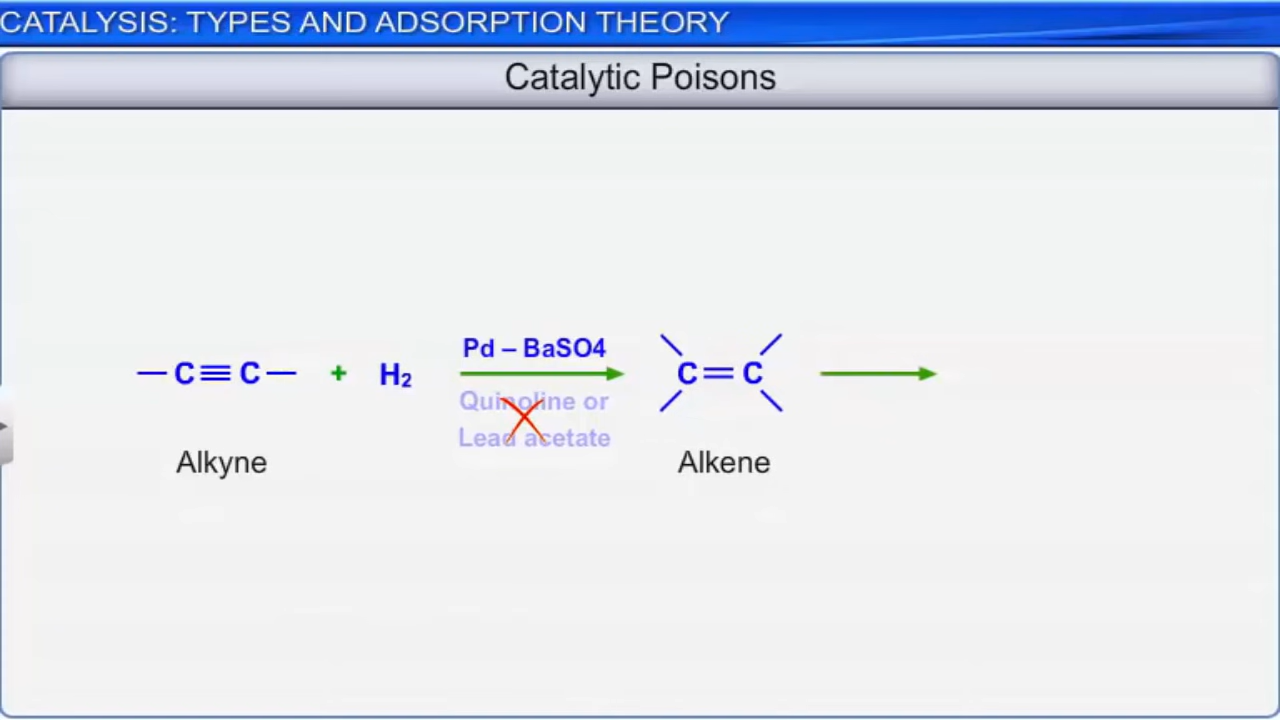 CATALYSIS: TYPES AND ADSORPTION THEORY
Catalytic Poisons
Pd – BaSO4
—C≡C— + H₂ C=C
Quinoline or
Lead acetate
Alkyne Alkene